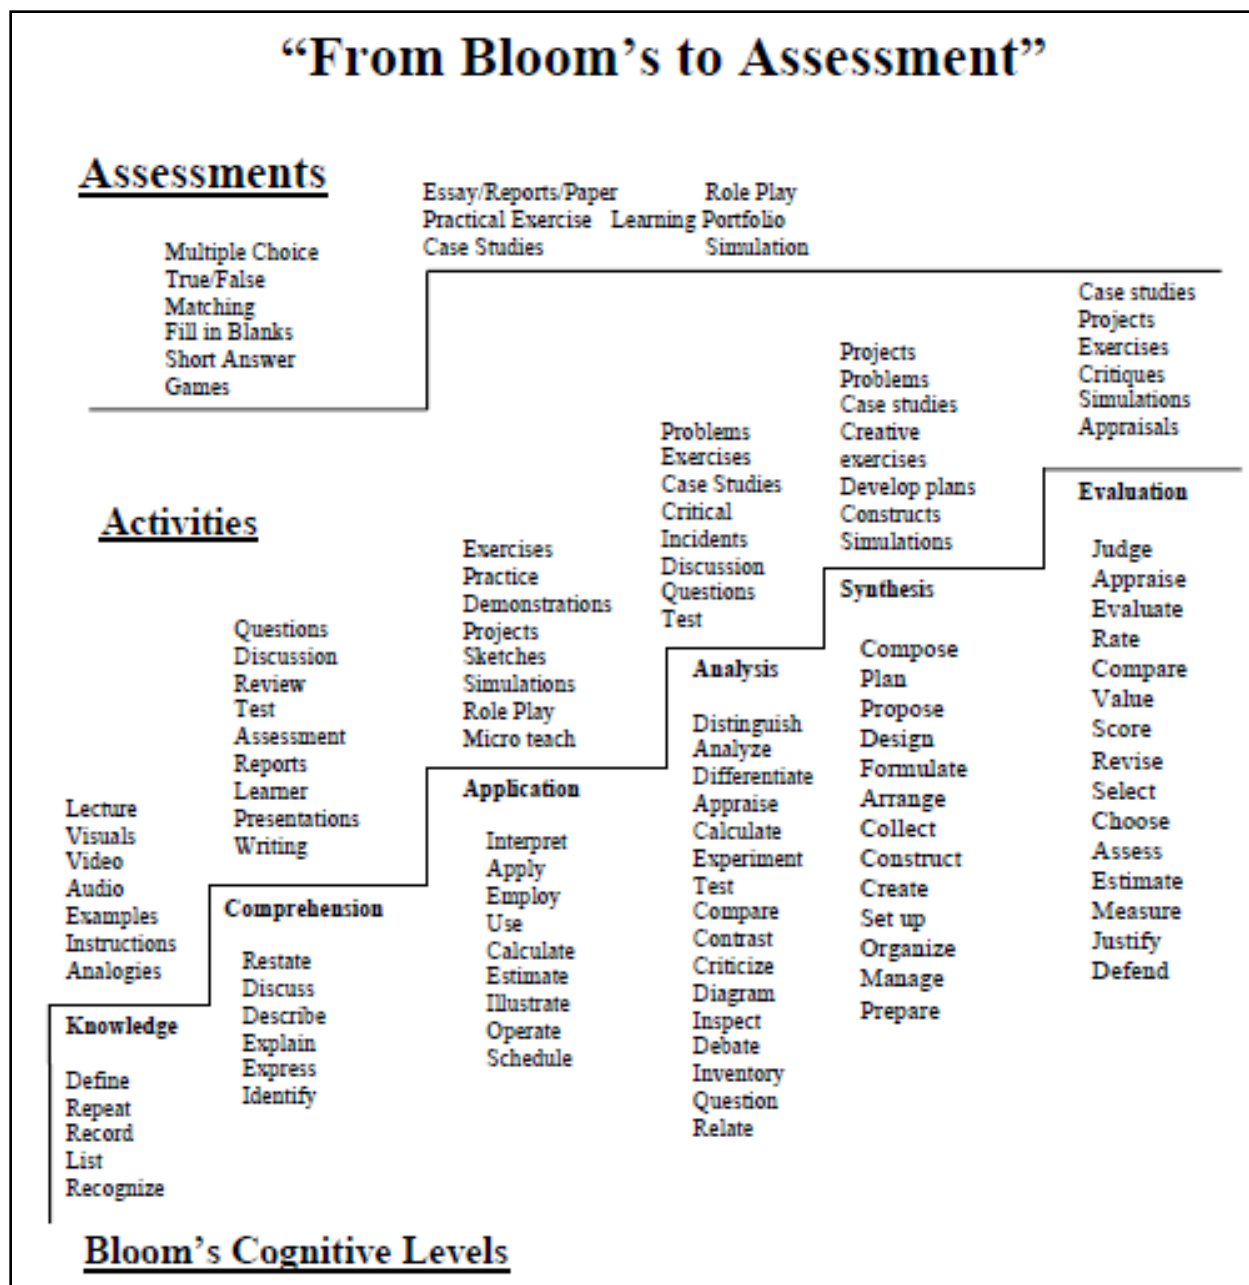 “From Bloom’s to Assessment”
Assessments
Essay/Reports/Paper Role Play
Practical Exercise Learning Portfolio
Case Studies Simulation
Multiple Choice
True/False
Matching
Fill in Blanks
Short Answer
Games
Activities
Lecture
Visuals
Video
Audio
Examples
Instructions
Analogies
Questions
Discussion
Review
Test
Assessment
Reports
Learner
Presentations
Writing
Exercises
Practice
Demonstrations
Projects
Sketches
Simulations
Role Play
Micro teach
Problems
Exercises
Case Studies
Critical
Incidents
Discussion
Questions
Test
Projects
Problems
Case studies
Creative
exercises
Develop plans
Constructs
Simulations
Case studies
Projects
Exercises
Critiques
Simulations
Appraisals
Knowledge
Define
Repeat
Record
List
Recognize
Comprehension
Restate
Discuss
Describe
Explain
Express
Identify
Application
Interpret
Apply
Employ
Use
Calculate
Estimate
Illustrate
Operate
Schedule
Analysis
Distinguish
Analyze
Differentiate
Appraise
Calculate
Experiment
Test
Compare
Contrast
Criticize
Diagram
Inspect
Debate
Inventory
Question
Relate
Synthesis
Compose
Plan
Propose
Design
Formulate
Arrange
Collect
Construct
Create
Set up
Organize
Manage
Prepare
Evaluation
Judge
Appraise
Evaluate
Rate
Compare
Value
Score
Revise
Select
Choose
Assess
Estimate
Measure
Justify
Defend
Bloom’s Cognitive Levels